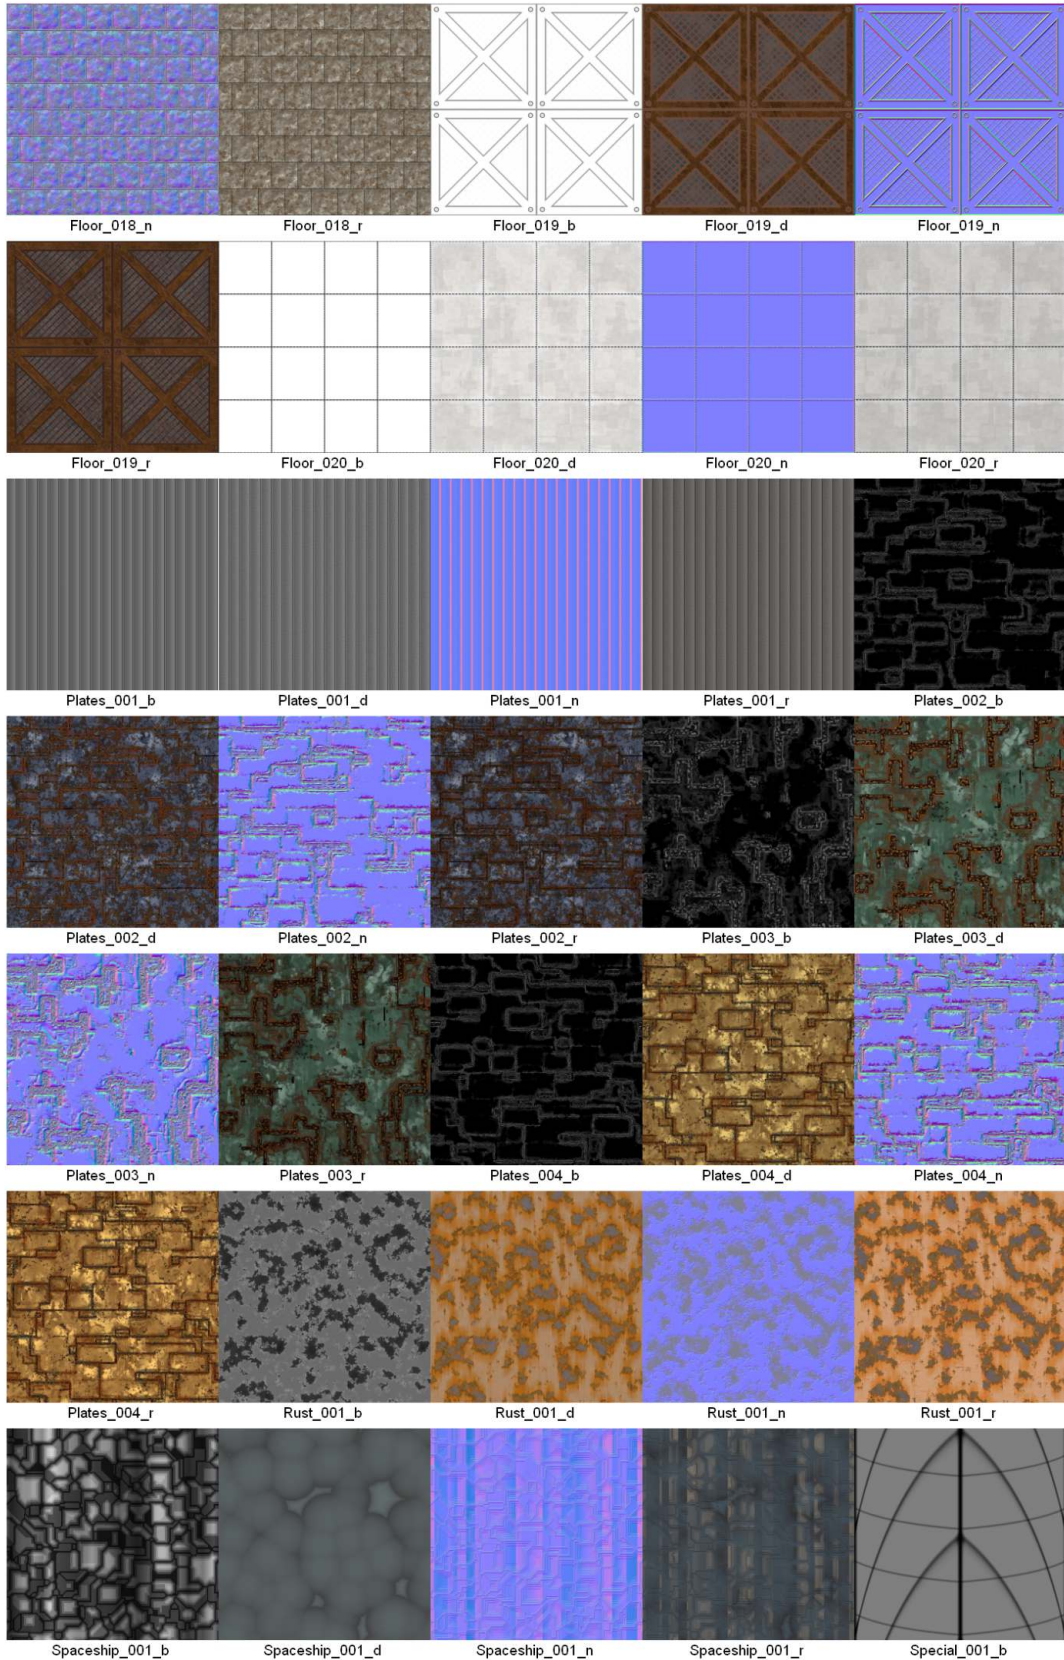 Floor_018_n Floor_018_r Floor_019_b Floor_019_d Floor_019_n
Floor_019_r Floor_020_b Floor_020_d Floor_020_n Floor_020_r
Plates_001_b Plates_001_d Plates_001_n Plates_001_r Plates_002_b
Plates_002_d Plates_002_n Plates_002_r Plates_003_b Plates_003_d
Plates_003_n Plates_003_r Plates_004_b Plates_004_d Plates_004_n
Plates_004_r Rust_001_b Rust_001_d Rust_001_n Rust_001_r
Spaceship_001_b Spaceship_001_d Spaceship_001_n Spaceship_001_r Special_001_b